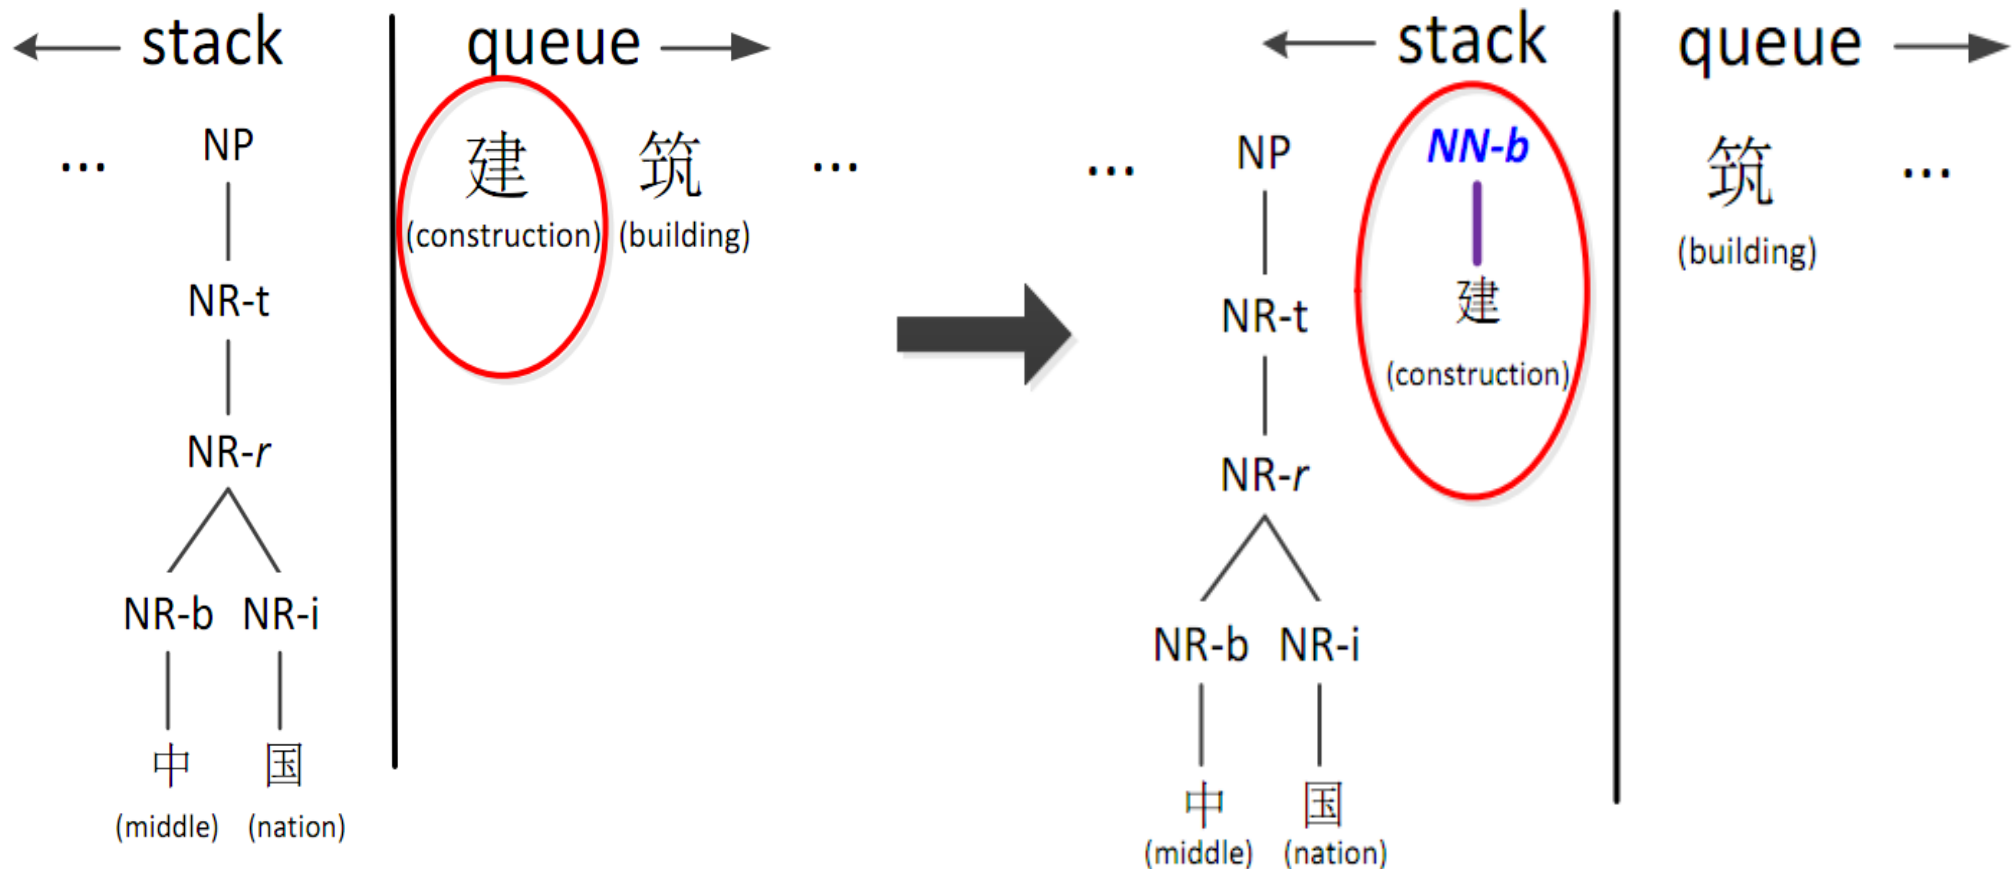 stack queue
... NP 建 筑 ...
(construction) (building)
NR-t
NR-r
NR-b NR-i
中 国
(middle) (nation)
stack queue
... NP NN-b 筑 ...
(building)
NR-t 建
(construction)
NR-r
NR-b NR-i
中 国
(middle) (nation)